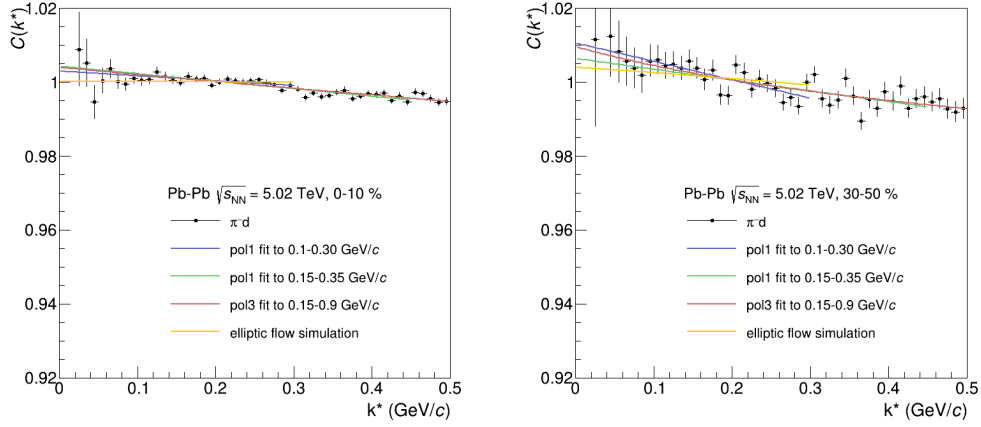 C(k*)
1.02
1
0.98
0.96
0.94
0.92
Pb-Pb √s_NN = 5.02 TeV, 0-10 %
π⁻d
pol1 fit to 0.1-0.30 GeV/c
pol1 fit to 0.15-0.35 GeV/c
pol3 fit to 0.15-0.9 GeV/c
elliptic flow simulation
0 0.1 0.2 0.3 0.4 0.5
k* (GeV/c)
C(k*)
1.02
1
0.98
0.96
0.94
0.92
Pb-Pb √s_NN = 5.02 TeV, 30-50 %
π⁻d
pol1 fit to 0.1-0.30 GeV/c
pol1 fit to 0.15-0.35 GeV/c
pol3 fit to 0.15-0.9 GeV/c
elliptic flow simulation
0 0.1 0.2 0.3 0.4 0.5
k* (GeV/c)